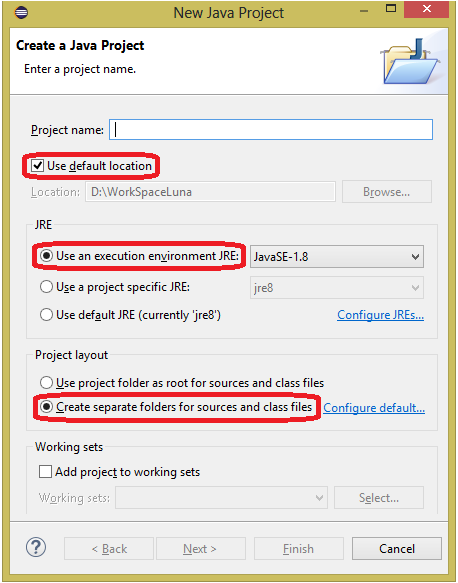 New Java Project
Create a Java Project
Enter a project name.
Project name:
Use default location
Location: D:\WorkSpaceLuna Browse...
JRE
Use an execution environment JRE: JavaSE-1.8
Use a project specific JRE: jre8
Use default JRE (currently 'jre8') Configure JREs...
Project layout
Use project folder as root for sources and class files
Create separate folders for sources and class files Configure default...
Working sets
Add project to working sets
Working sets: Select...
? < Back Next > Finish Cancel